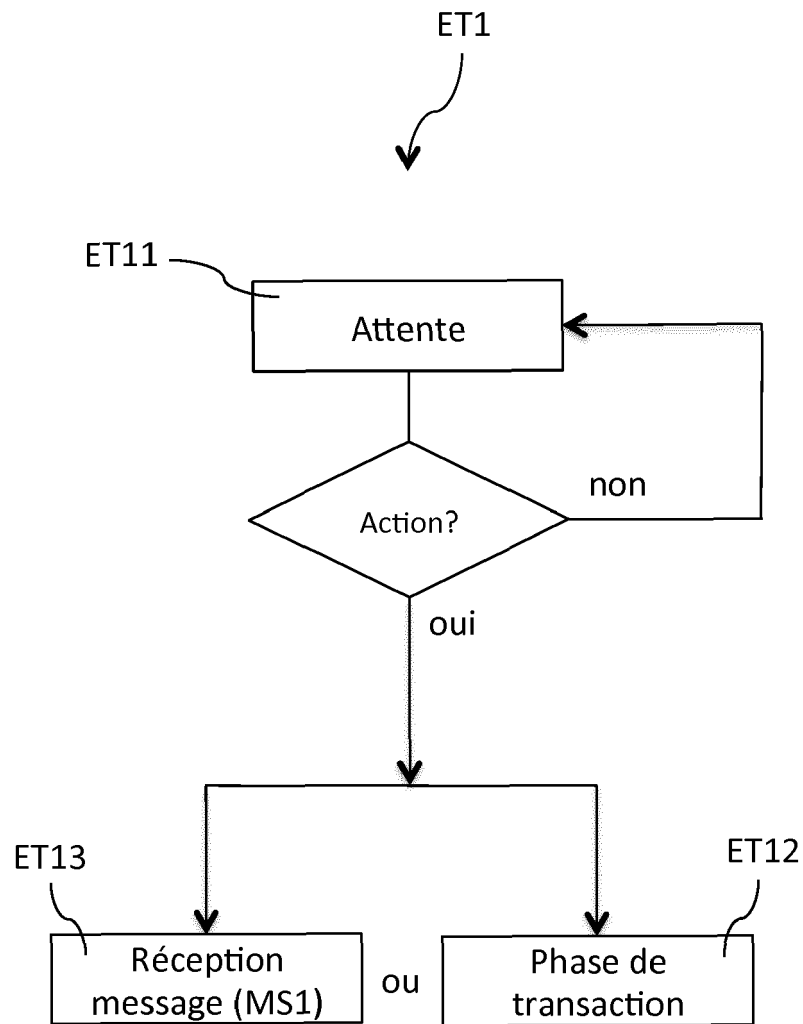 ET1
ET11
Attente
non
Action?
oui
ET13
ET12
Réception
message (MS1)
ou
Phase de
transaction